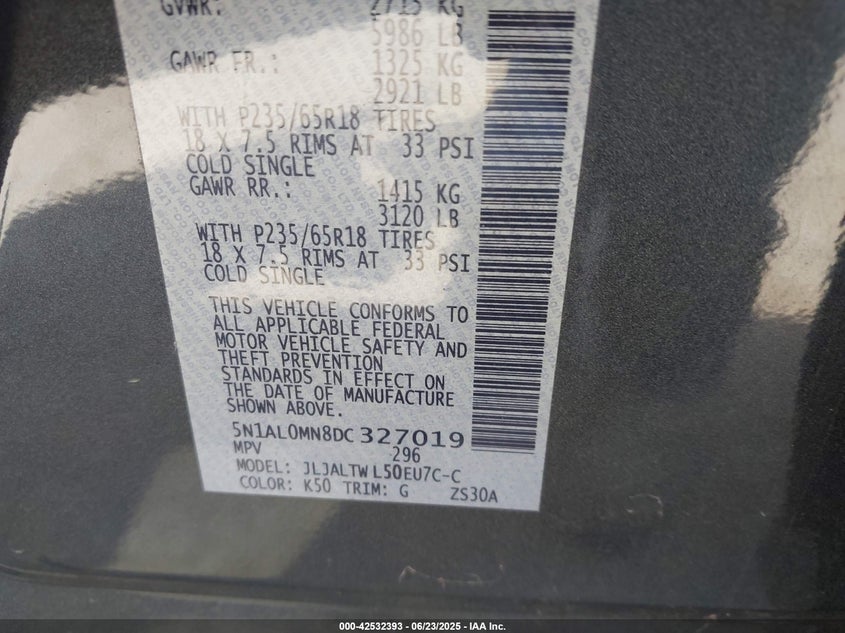 GVWR: 2715 KG
5986 LB
GAWR FR.: 1325 KG
2921 LB
WITH P235/65R18 TIRES
18 X 7.5 RIMS AT 33 PSI
COLD SINGLE
GAWR RR.: 1415 KG
3120 LB
WITH P235/65R18 TIRES
18 X 7.5 RIMS AT 33 PSI
COLD SINGLE
THIS VEHICLE CONFORMS TO
ALL APPLICABLE FEDERAL
MOTOR VEHICLE SAFETY AND
THEFT PREVENTION
STANDARDS IN EFFECT ON
THE DATE OF MANUFACTURE
SHOWN ABOVE.
5N1AL0MN8DC 327019
MPV 296
MODEL: JLJALTW L50EU7C-C
COLOR: K50 TRIM: G ZS30A
000-42532393 - 06/23/2025 - IAA Inc.